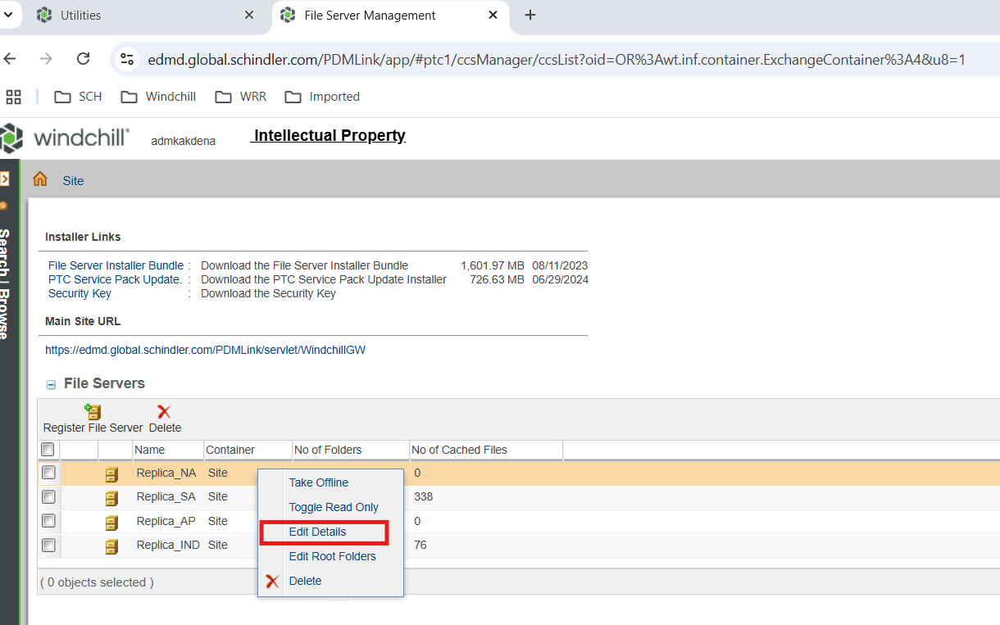 Utilities
File Server Management
edmd.global.schindler.com/PDMLink/app/#ptc1/ccsManager/ccsList?oid=OR%3Awt.inf.container.ExchangeContainer%3A4&u8=1
SCH Windchill WRR Imported
windchill® admkakdena Intellectual Property
Site
Search | Browse
Installer Links
File Server Installer Bundle : Download the File Server Installer Bundle 1,601.97 MB 08/11/2023
PTC Service Pack Update. : Download the PTC Service Pack Update Installer 726.63 MB 06/29/2024
Security Key : Download the Security Key
Main Site URL
https://edmd.global.schindler.com/PDMLink/servlet/WindchillGW
File Servers
Register File Server Delete
Name Container No of Folders No of Cached Files
Replica_NA Site 0
Replica_SA Site 338
Replica_AP Site 0
Replica_IND Site 76
Take Offline
Toggle Read Only
Edit Details
Edit Root Folders
Delete
( 0 objects selected )